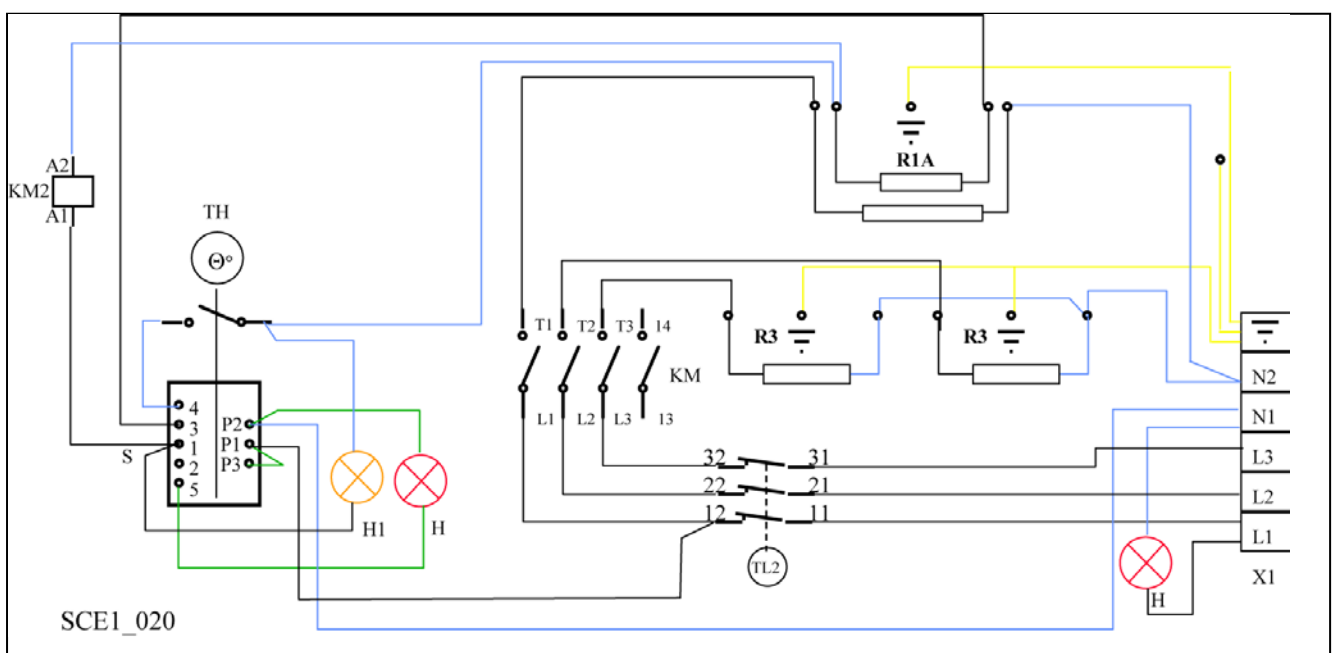 A2
KM2
A1
TH
Θ°
R1A
T1 T2 T3 14
KM
L1 L2 L3 13
R3 R3
N2
N1
L3
L2
L1
X1
4
3
1
2
5
P2
P1
P3
S
H1
H
32 31
22 21
12 11
TL2
H
SCE1_020